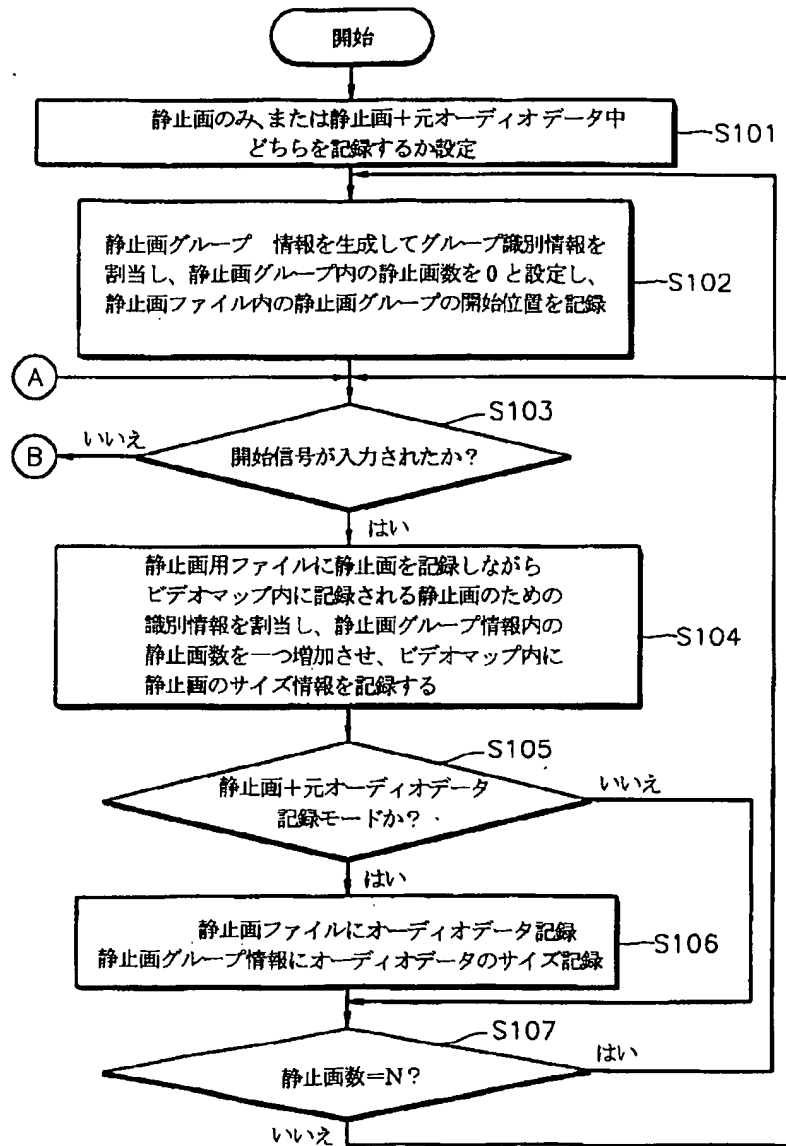 開始
静止画のみ、または静止画＋元オーディオデータ中
どちらを記録するか設定
S101
静止画グループ 情報を生成してグループ識別情報を
割当し、静止画グループ内の静止画数を0と設定し、
静止画ファイル内の静止画グループの開始位置を記録
S102
A
S103
B
いいえ
開始信号が入力されたか？
はい
静止画用ファイルに静止画を記録しながら
ビデオマップ内に記録される静止画のための
識別情報を割当し、静止画グループ情報内の
静止画数を一つ増加させ、ビデオマップ内に
静止画のサイズ情報を記録する
S104
S105
静止画＋元オーディオデータ
記録モードか？
いいえ
はい
静止画ファイルにオーディオデータ記録
静止画グループ情報にオーディオデータのサイズ記録
S106
S107
はい
静止画数＝N？
いいえ